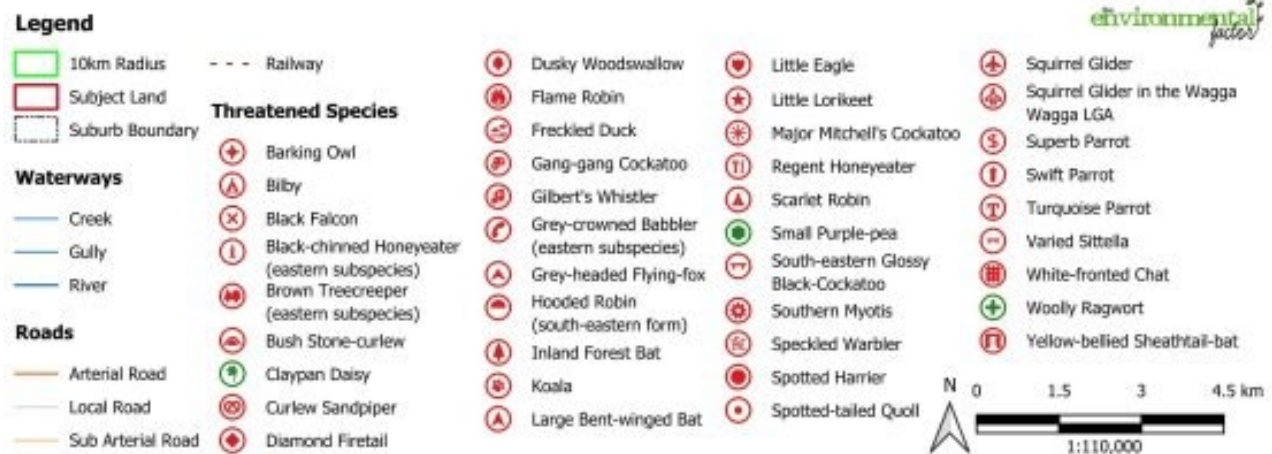 Legend
10km Radius
Subject Land
Suburb Boundary
Waterways
Creek
Gully
River
Roads
Arterial Road
Local Road
Sub Arterial Road
Railway
Threatened Species
Barking Owl
Bilby
Black Falcon
Black-chinned Honeyeater
(eastern subspecies)
Brown Treecreeper
(eastern subspecies)
Bush Stone-curlew
Claypan Daisy
Curlew Sandpiper
Diamond Firetail
Dusky Woodswallow
Flame Robin
Freckled Duck
Gang-gang Cockatoo
Gilbert's Whistler
Grey-crowned Babbler
(eastern subspecies)
Grey-headed Flying-fox
Hooded Robin
(south-eastern form)
Inland Forest Bat
Koala
Large Bent-winged Bat
Little Eagle
Little Lorikeet
Major Mitchell's Cockatoo
Regent Honeyeater
Scarlet Robin
Small Purple-pea
South-eastern Glossy
Black-Cockatoo
Southern Myotis
Speckled Warbler
Spotted Harrier
Spotted-tailed Quoll
the
environmental
factor
Squirrel Glider
Squirrel Glider in the Wagga
Wagga LGA
Superb Parrot
Swift Parrot
Turquoise Parrot
Varied Sittella
White-fronted Chat
Woolly Ragwort
Yellow-bellied Sheathtail-bat
N
0 1.5 3 4.5 km
1:110,000